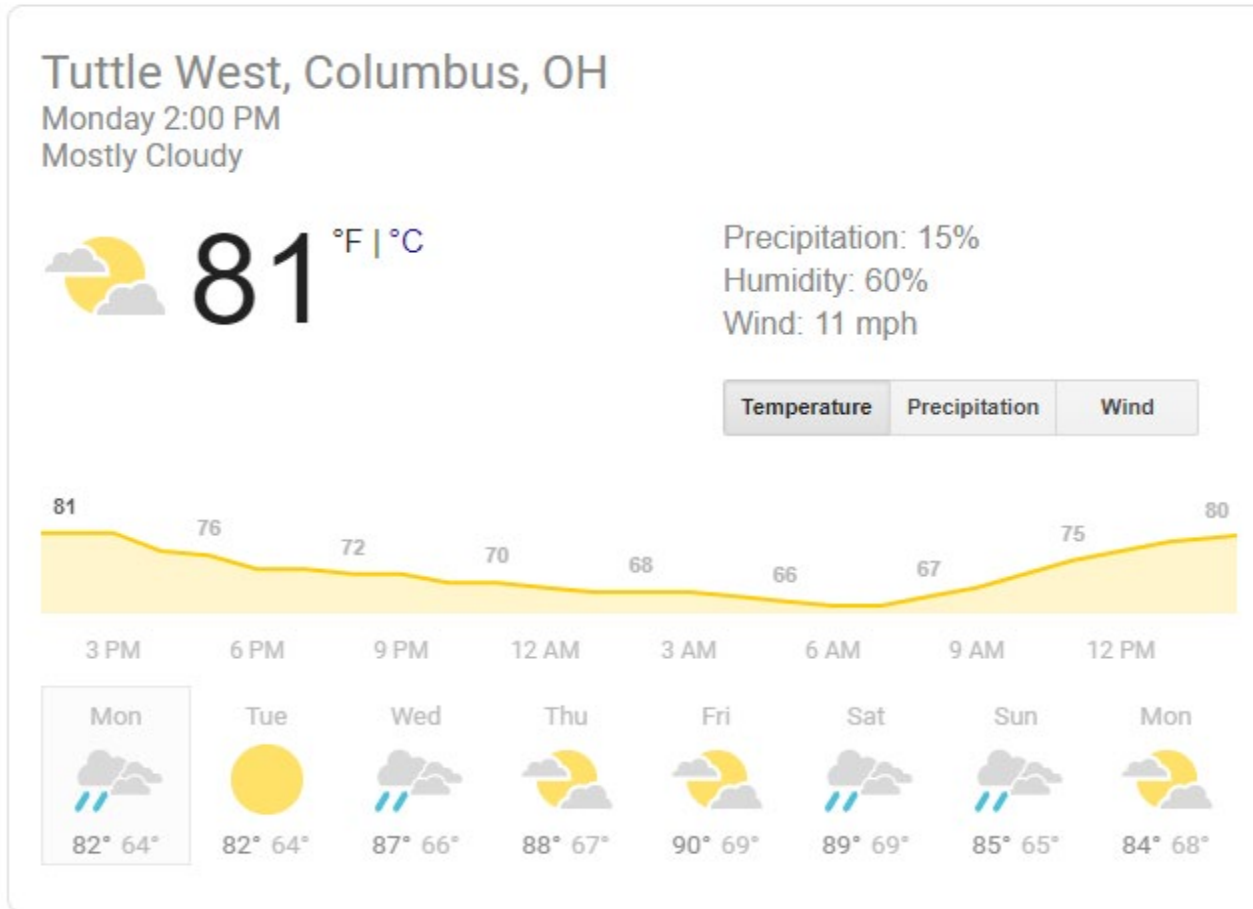 Tuttle West, Columbus, OH
Monday 2:00 PM
Mostly Cloudy
81 °F | °C
Precipitation: 15%
Humidity: 60%
Wind: 11 mph
Temperature Precipitation Wind
81 76 72 70 68 66 67 75 80
3 PM 6 PM 9 PM 12 AM 3 AM 6 AM 9 AM 12 PM
Mon Tue Wed Thu Fri Sat Sun Mon
82° 64° 82° 64° 87° 66° 88° 67° 90° 69° 89° 69° 85° 65° 84° 68°